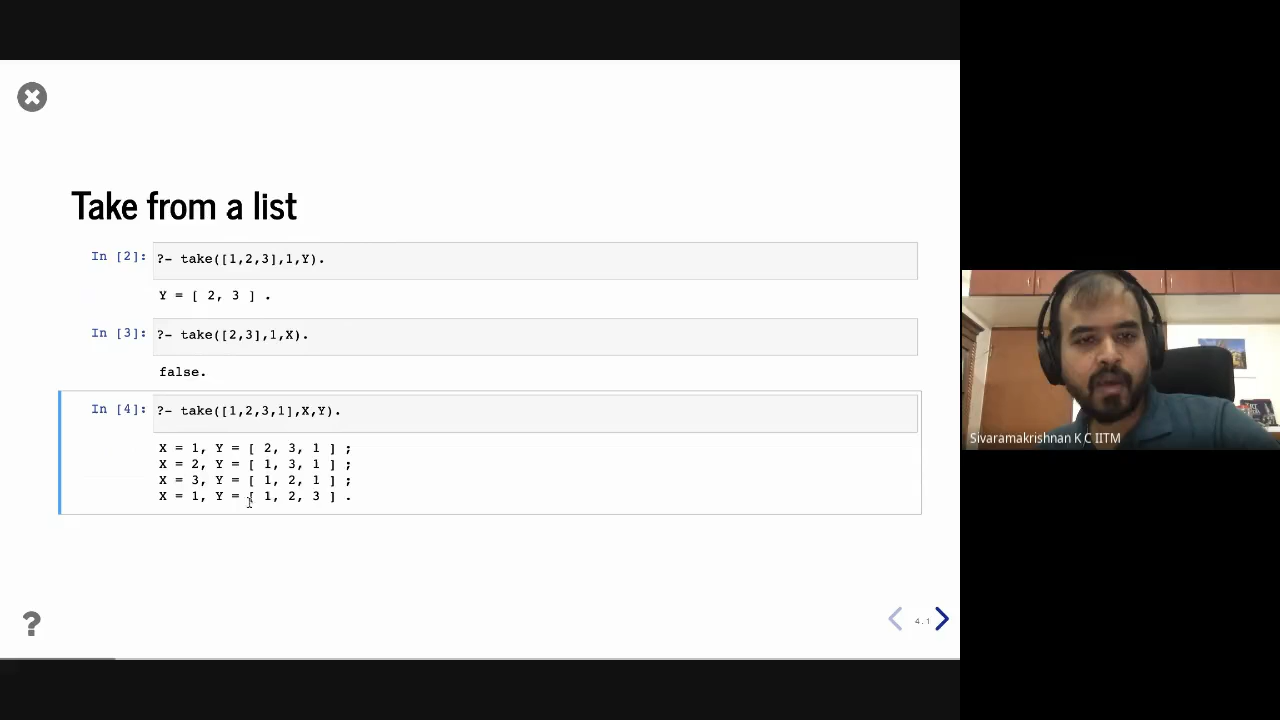 Take from a list
In [2]: ?- take([1,2,3],1,Y).
Y = [ 2, 3 ] .
In [3]: ?- take([2,3],1,X).
false.
In [4]: ?- take([1,2,3,1],X,Y).
X = 1, Y = [ 2, 3, 1 ] ;
X = 2, Y = [ 1, 3, 1 ] ;
X = 3, Y = [ 1, 2, 1 ] ;
X = 1, Y = [ 1, 2, 3 ] .
?
4.1
Sivaramakrishnan K C IITM